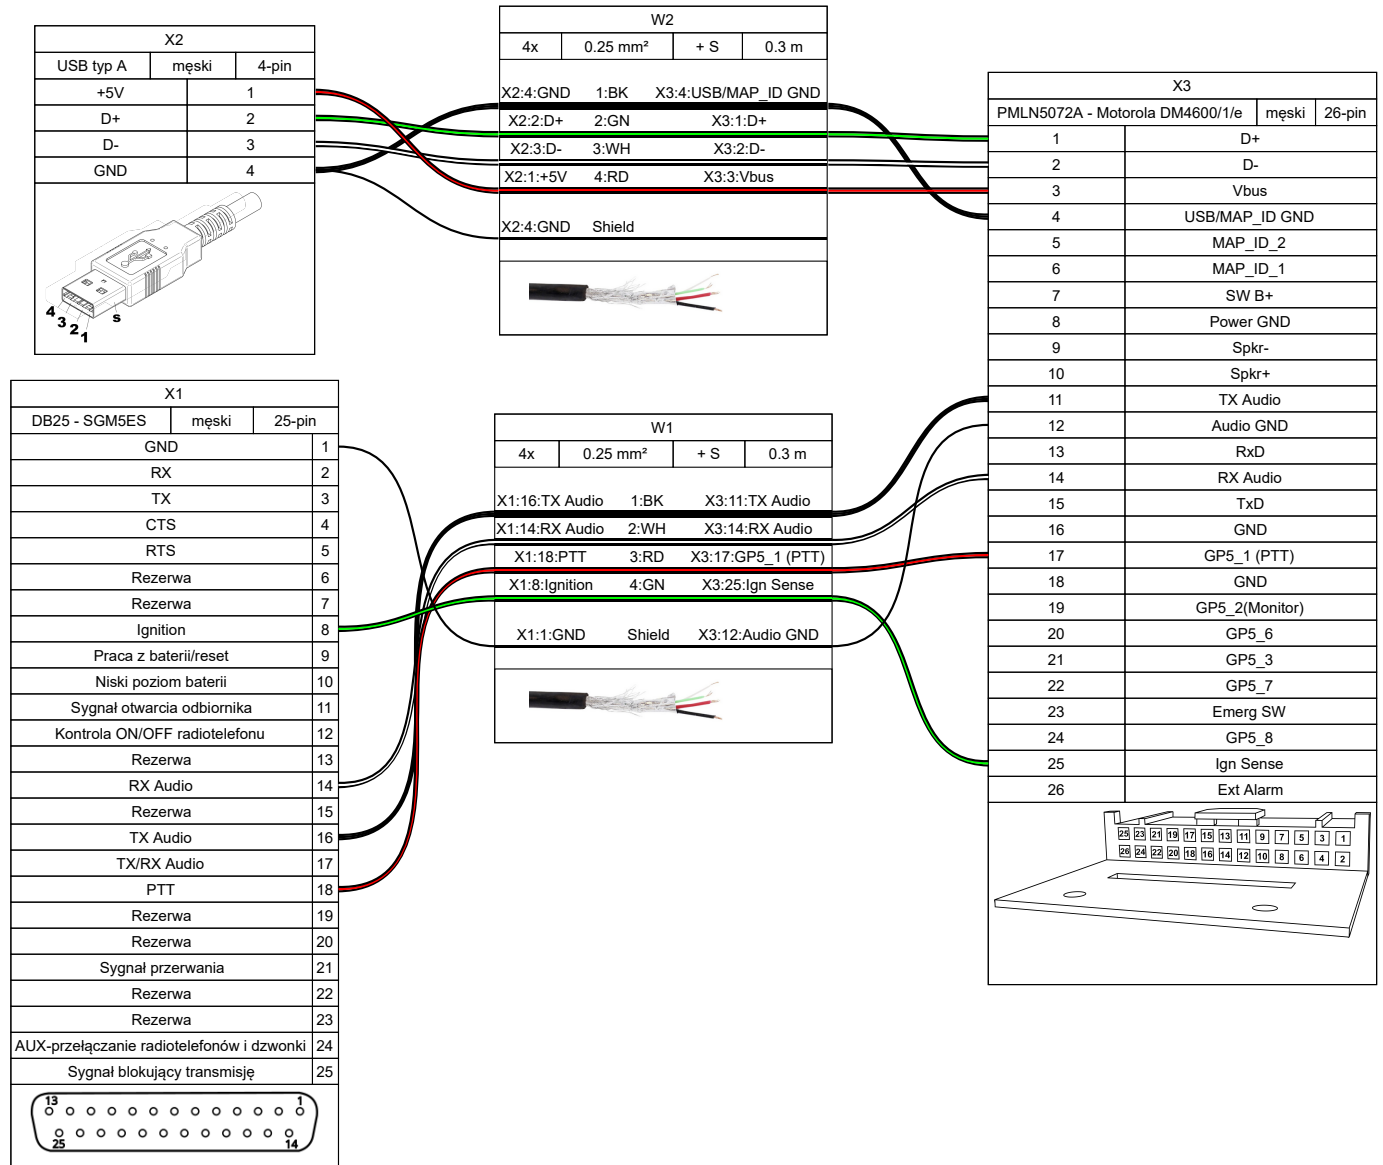 X2
USB typ A męski 4-pin
+5V 1
D+ 2
D- 3
GND 4
4 3 2 1 s
W2
4x 0.25 mm² + S 0.3 m
X2:4:GND 1:BK X3:4:USB/MAP_ID GND
X2:2:D+ 2:GN X3:1:D+
X2:3:D- 3:WH X3:2:D-
X2:1:+5V 4:RD X3:3:Vbus
X2:4:GND Shield
X3
PMLN5072A - Motorola DM4600/1/e męski 26-pin
1 D+
2 D-
3 Vbus
4 USB/MAP_ID GND
5 MAP_ID_2
6 MAP_ID_1
7 SW B+
8 Power GND
9 Spkr-
10 Spkr+
11 TX Audio
12 Audio GND
13 RxD
14 RX Audio
15 TxD
16 GND
17 GP5_1 (PTT)
18 GND
19 GP5_2(Monitor)
20 GP5_6
21 GP5_3
22 GP5_7
23 Emerg SW
24 GP5_8
25 Ign Sense
26 Ext Alarm
25 23 21 19 17 15 13 11 9 7 5 3 1
26 24 22 20 18 16 14 12 10 8 6 4 2
X1
DB25 - SGM5ES męski 25-pin
GND 1
RX 2
TX 3
CTS 4
RTS 5
Rezerwa 6
Rezerwa 7
Ignition 8
Praca z baterii/reset 9
Niski poziom baterii 10
Sygnał otwarcia odbiornika 11
Kontrola ON/OFF radiotelefonu 12
Rezerwa 13
RX Audio 14
Rezerwa 15
TX Audio 16
TX/RX Audio 17
PTT 18
Rezerwa 19
Rezerwa 20
Sygnał przerwania 21
Rezerwa 22
Rezerwa 23
AUX-przełączanie radiotelefonów i dzwonki 24
Sygnał blokujący transmisję 25
13 1
25 14
W1
4x 0.25 mm² + S 0.3 m
X1:16:TX Audio 1:BK X3:11:TX Audio
X1:14:RX Audio 2:WH X3:14:RX Audio
X1:18:PTT 3:RD X3:17:GP5_1 (PTT)
X1:8:Ignition 4:GN X3:25:Ign Sense
X1:1:GND Shield X3:12:Audio GND